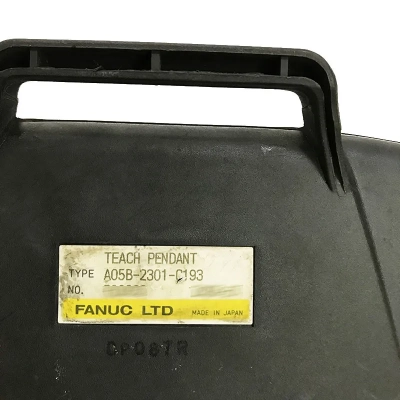 TEACH PENDANT
TYPE A05B-2301-C193
NO.
FANUC LTD MADE IN JAPAN